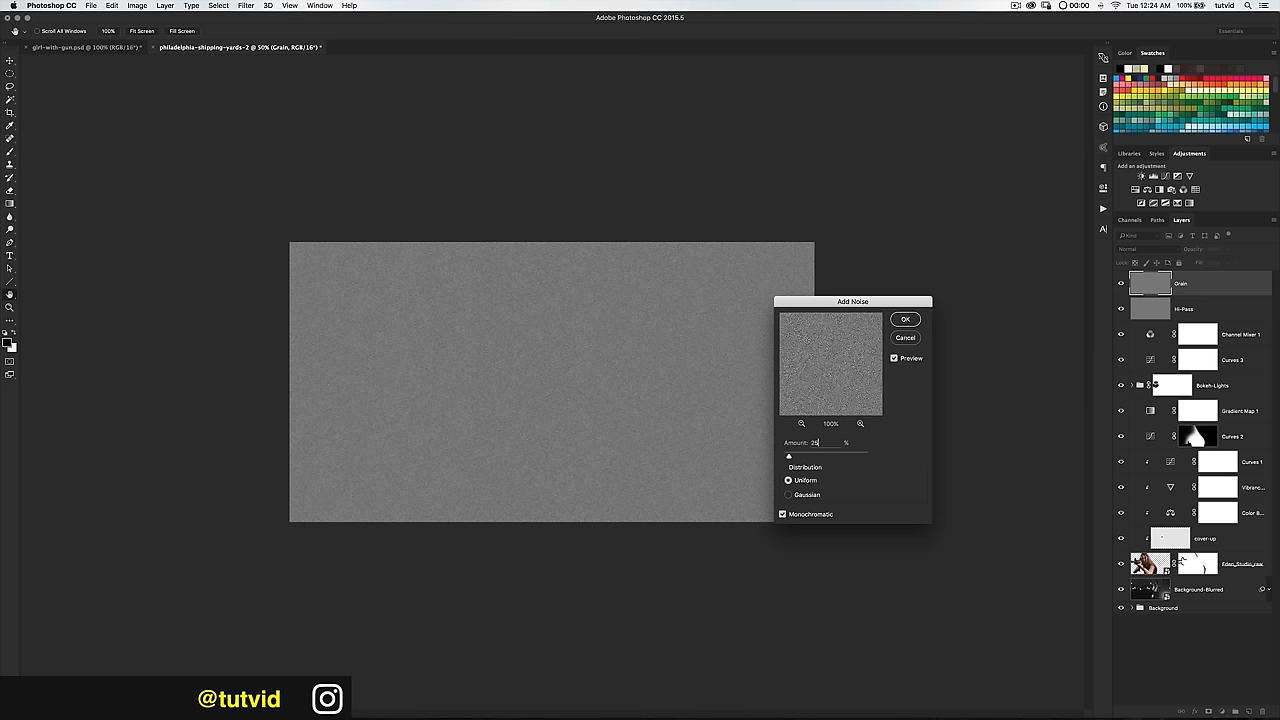 Photoshop CC File Edit Image Layer Type Select Filter 3D View Window Help 00:00 Tue 12:24 AM 100% tutvid
Adobe Photoshop CC 2015.5
Scroll All Windows 100% Fit Screen Fill Screen Essentials
× girl-with-gun.psd @ 100% (RGB/16*) * × philadelphia-shipping-yards-2 @ 50% (Grain, RGB/16*) *
Color Swatches
Libraries Styles Adjustments
Add an adjustment
Channels Paths Layers
Kind
Normal Opacity:
Lock: Fill:
Grain
Hi-Pass
Channel Mixer 1
Curves 3
Bokeh-Lights
Gradient Map 1
Curves 2
Curves 1
Vibranc...
Color B...
cover-up
Eden_Studio_raw
Background-Blurred
Background
Add Noise
OK
Cancel
Preview
100%
Amount: 25 %
Distribution
Uniform
Gaussian
Monochromatic
@tutvid